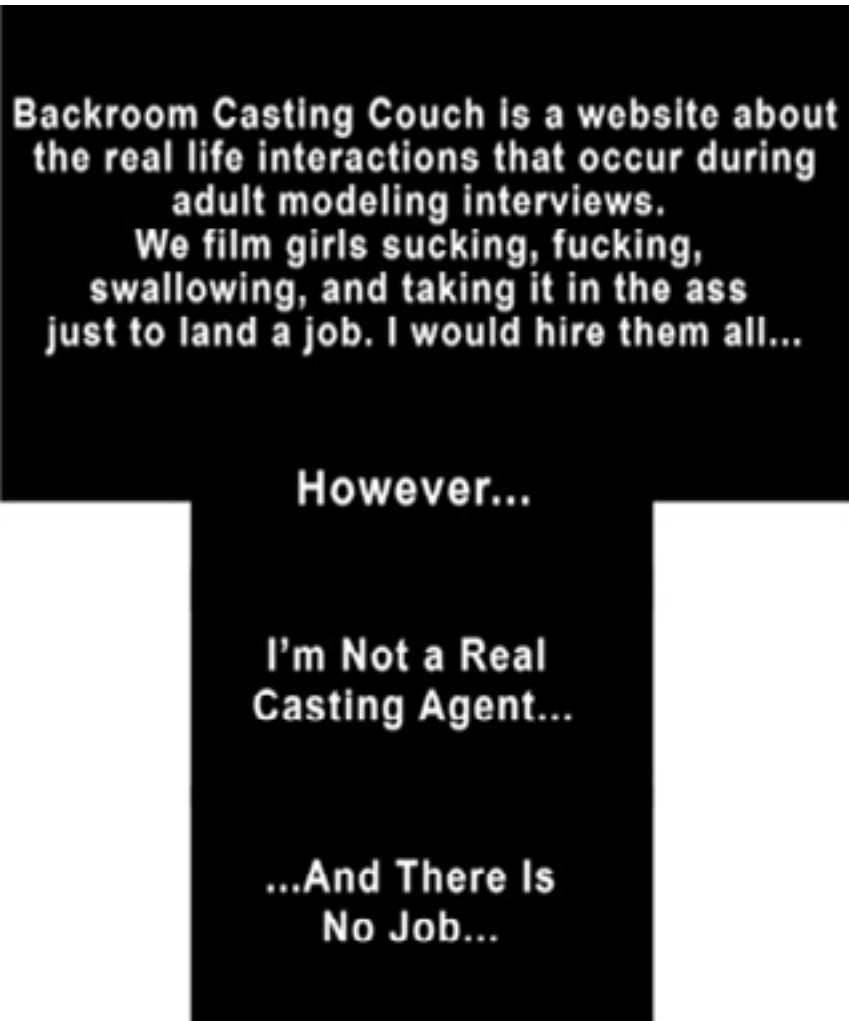 Backroom Casting Couch is a website about
the real life interactions that occur during
adult modeling interviews.
We film girls sucking, fucking,
swallowing, and taking it in the ass
just to land a job. I would hire them all...
However...
I'm Not a Real
Casting Agent...
...And There Is
No Job...